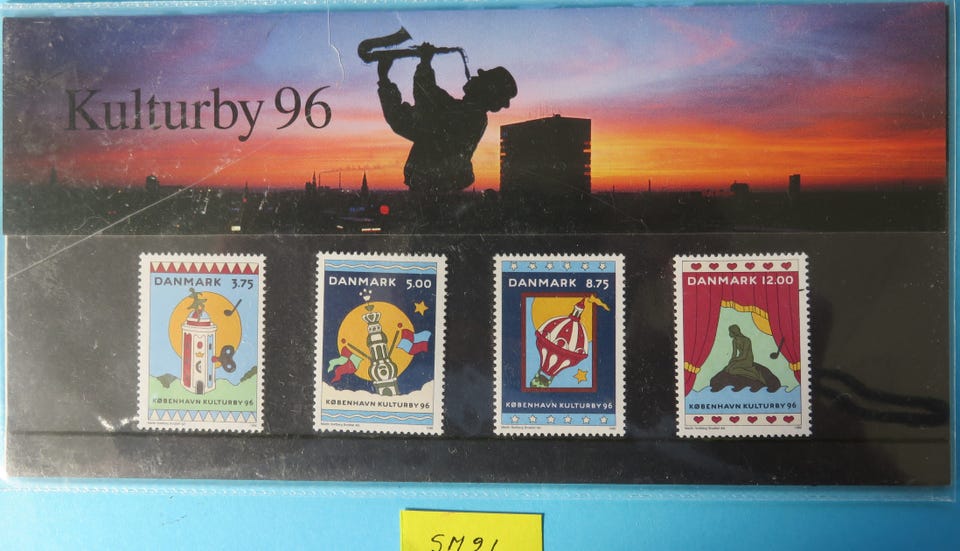 Kulturby 96
DANMARK 3.75
KØBENHAVN KULTURBY 96
DANMARK 5.00
KØBENHAVN KULTURBY 96
DANMARK 8.75
KØBENHAVN KULTURBY 96
DANMARK 12.00
KØBENHAVN KULTURBY 96